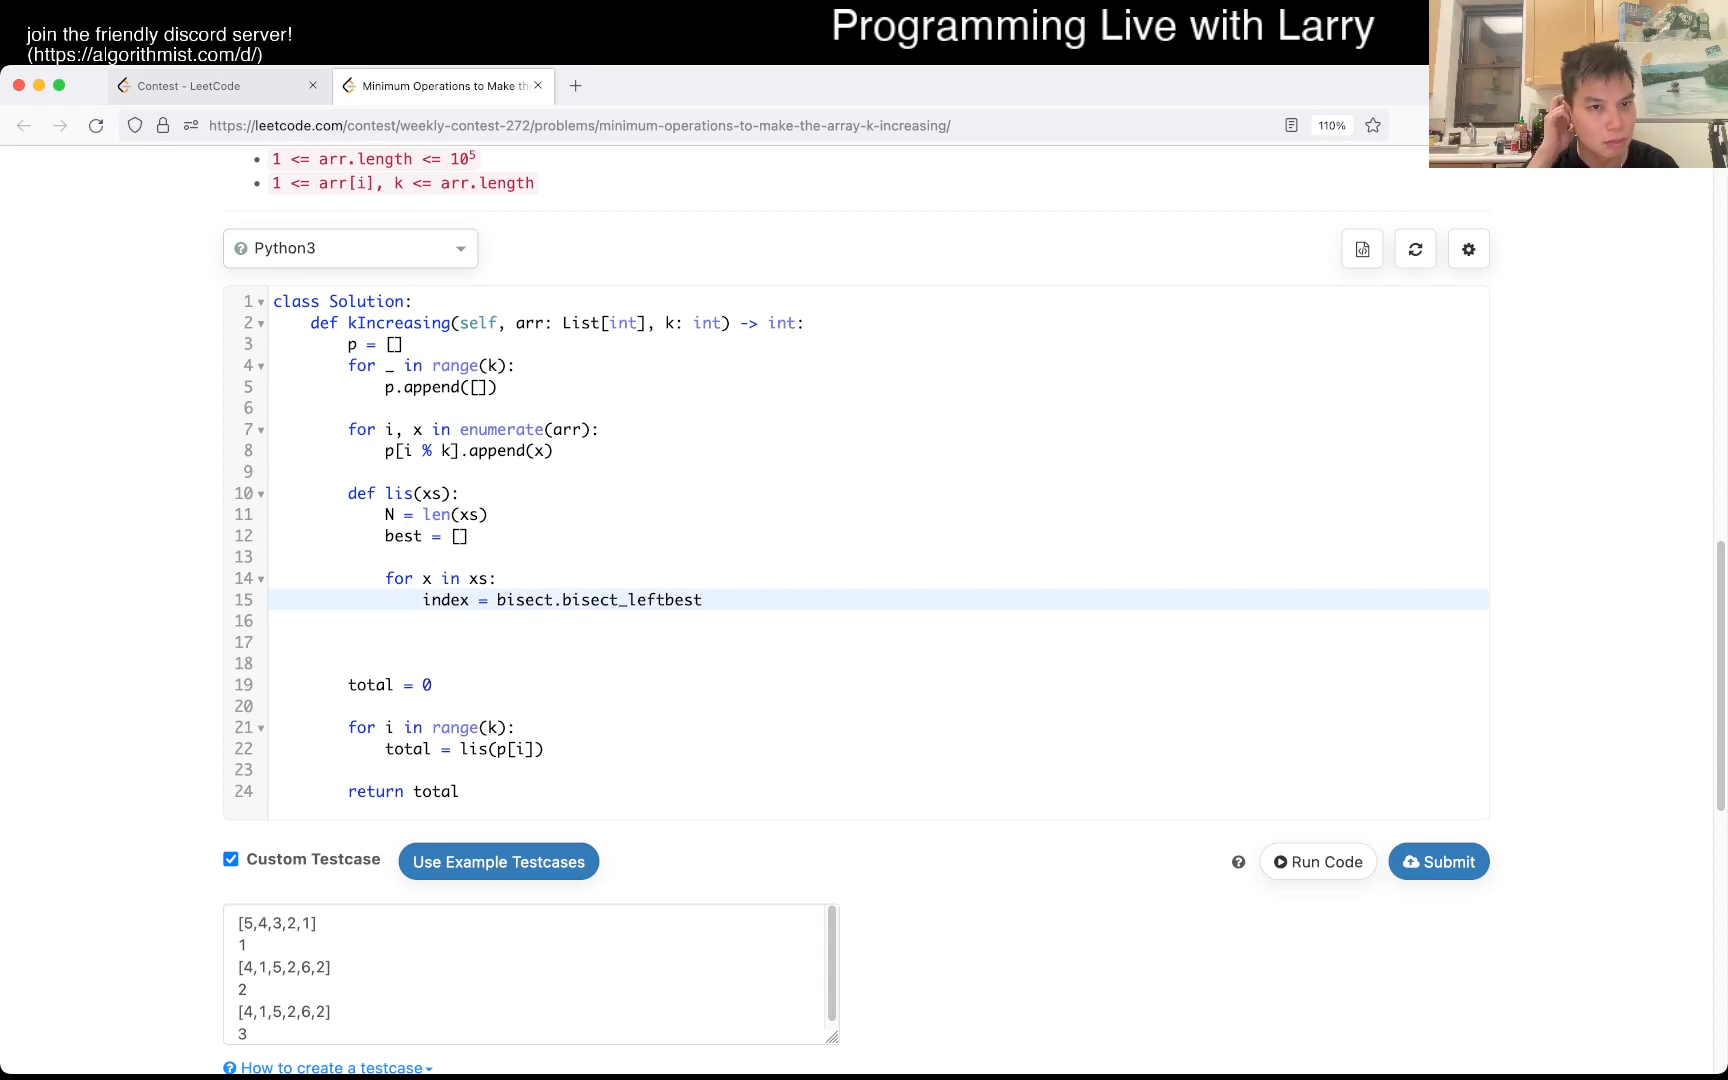 join the friendly discord server!
(https://algorithmist.com/d/)
Programming Live with Larry
Contest - LeetCode
Minimum Operations to Make th
https://leetcode.com/contest/weekly-contest-272/problems/minimum-operations-to-make-the-array-k-increasing/
110%
1 <= arr.length <= 10⁵
1 <= arr[i], k <= arr.length
Python3
1 class Solution:
2 def kIncreasing(self, arr: List[int], k: int) -> int:
3 p = []
4 for _ in range(k):
5 p.append([])
6
7 for i, x in enumerate(arr):
8 p[i % k].append(x)
9
10 def lis(xs):
11 N = len(xs)
12 best = []
13
14 for x in xs:
15 index = bisect.bisect_leftbest
16
17
18
19 total = 0
20
21 for i in range(k):
22 total = lis(p[i])
23
24 return total
Custom Testcase
Use Example Testcases
Run Code
Submit
[5,4,3,2,1]
1
[4,1,5,2,6,2]
2
[4,1,5,2,6,2]
3
How to create a testcase